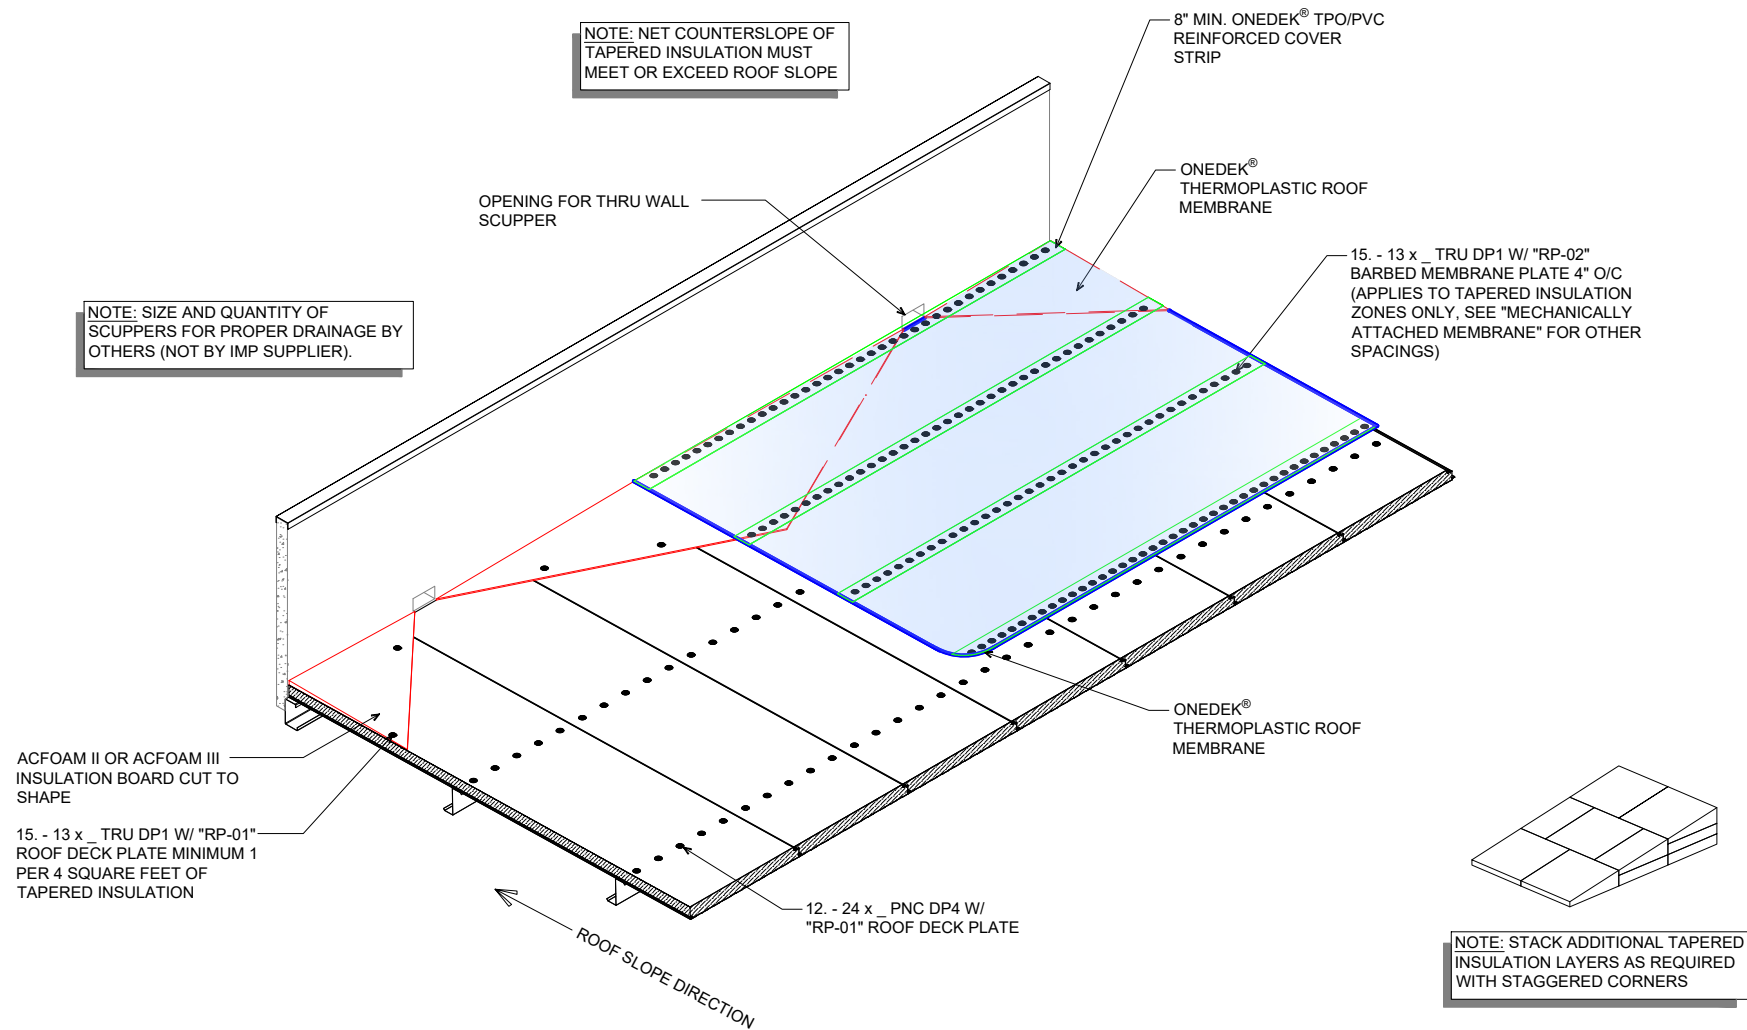 NOTE: NET COUNTERSLOPE OF
TAPERED INSULATION MUST
MEET OR EXCEED ROOF SLOPE
8" MIN. ONEDEK® TPO/PVC
REINFORCED COVER
STRIP
OPENING FOR THRU WALL
SCUPPER
ONEDEK®
THERMOPLASTIC ROOF
MEMBRANE
15. - 13 x _ TRU DP1 W/ "RP-02"
BARBED MEMBRANE PLATE 4" O/C
(APPLIES TO TAPERED INSULATION
ZONES ONLY, SEE "MECHANICALLY
ATTACHED MEMBRANE" FOR OTHER
SPACINGS)
NOTE: SIZE AND QUANTITY OF
SCUPPERS FOR PROPER DRAINAGE BY
OTHERS (NOT BY IMP SUPPLIER).
ONEDEK®
THERMOPLASTIC ROOF
MEMBRANE
ACFOAM II OR ACFOAM III
INSULATION BOARD CUT TO
SHAPE
15. - 13 x _ TRU DP1 W/ "RP-01"
ROOF DECK PLATE MINIMUM 1
PER 4 SQUARE FEET OF
TAPERED INSULATION
12. - 24 x _ PNC DP4 W/
"RP-01" ROOF DECK PLATE
ROOF SLOPE DIRECTION
NOTE: STACK ADDITIONAL TAPERED
INSULATION LAYERS AS REQUIRED
WITH STAGGERED CORNERS